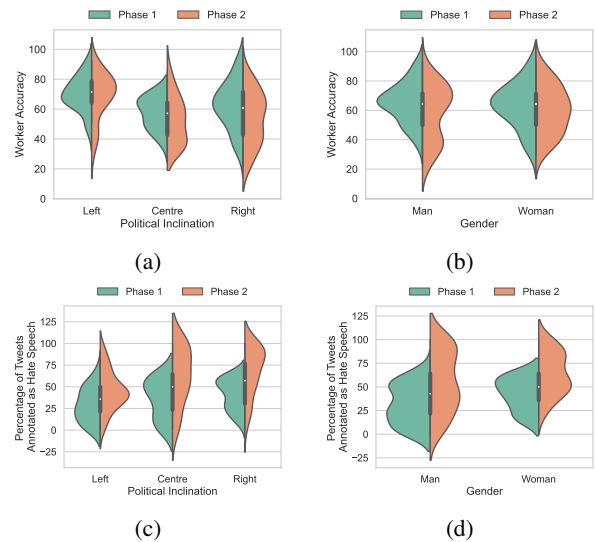 Phase 1 Phase 2
Worker Accuracy
100
80
60
40
20
0
Left Centre Right
Political Inclination
(a)
Phase 1 Phase 2
Worker Accuracy
100
80
60
40
20
0
Man Woman
Gender
(b)
Phase 1 Phase 2
Percentage of Tweets
Annotated as Hate Speech
125
100
75
50
25
0
−25
Left Centre Right
Political Inclination
(c)
Phase 1 Phase 2
Percentage of Tweets
Annotated as Hate Speech
125
100
75
50
25
0
−25
Man Woman
Gender
(d)